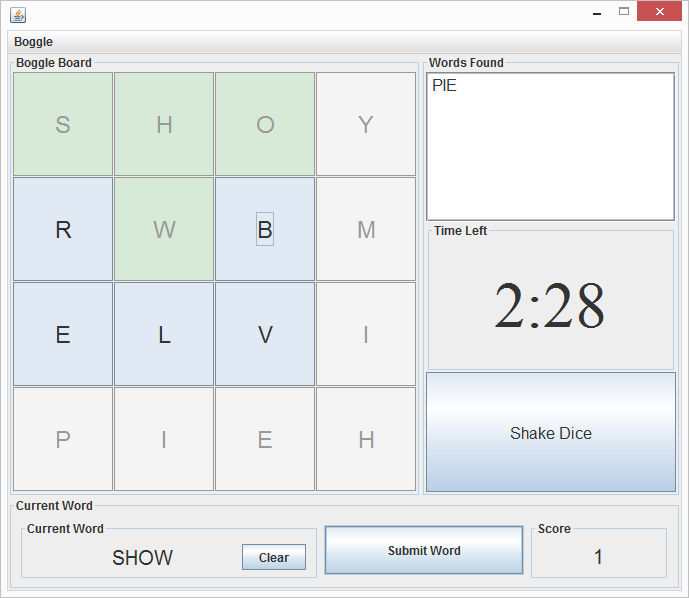 Boggle
Boggle Board
S H O Y
R W B M
E L V I
P I E H
Words Found
PIE
Time Left
2:28
Shake Dice
Current Word
Current Word
SHOW
Clear
Submit Word
Score
1